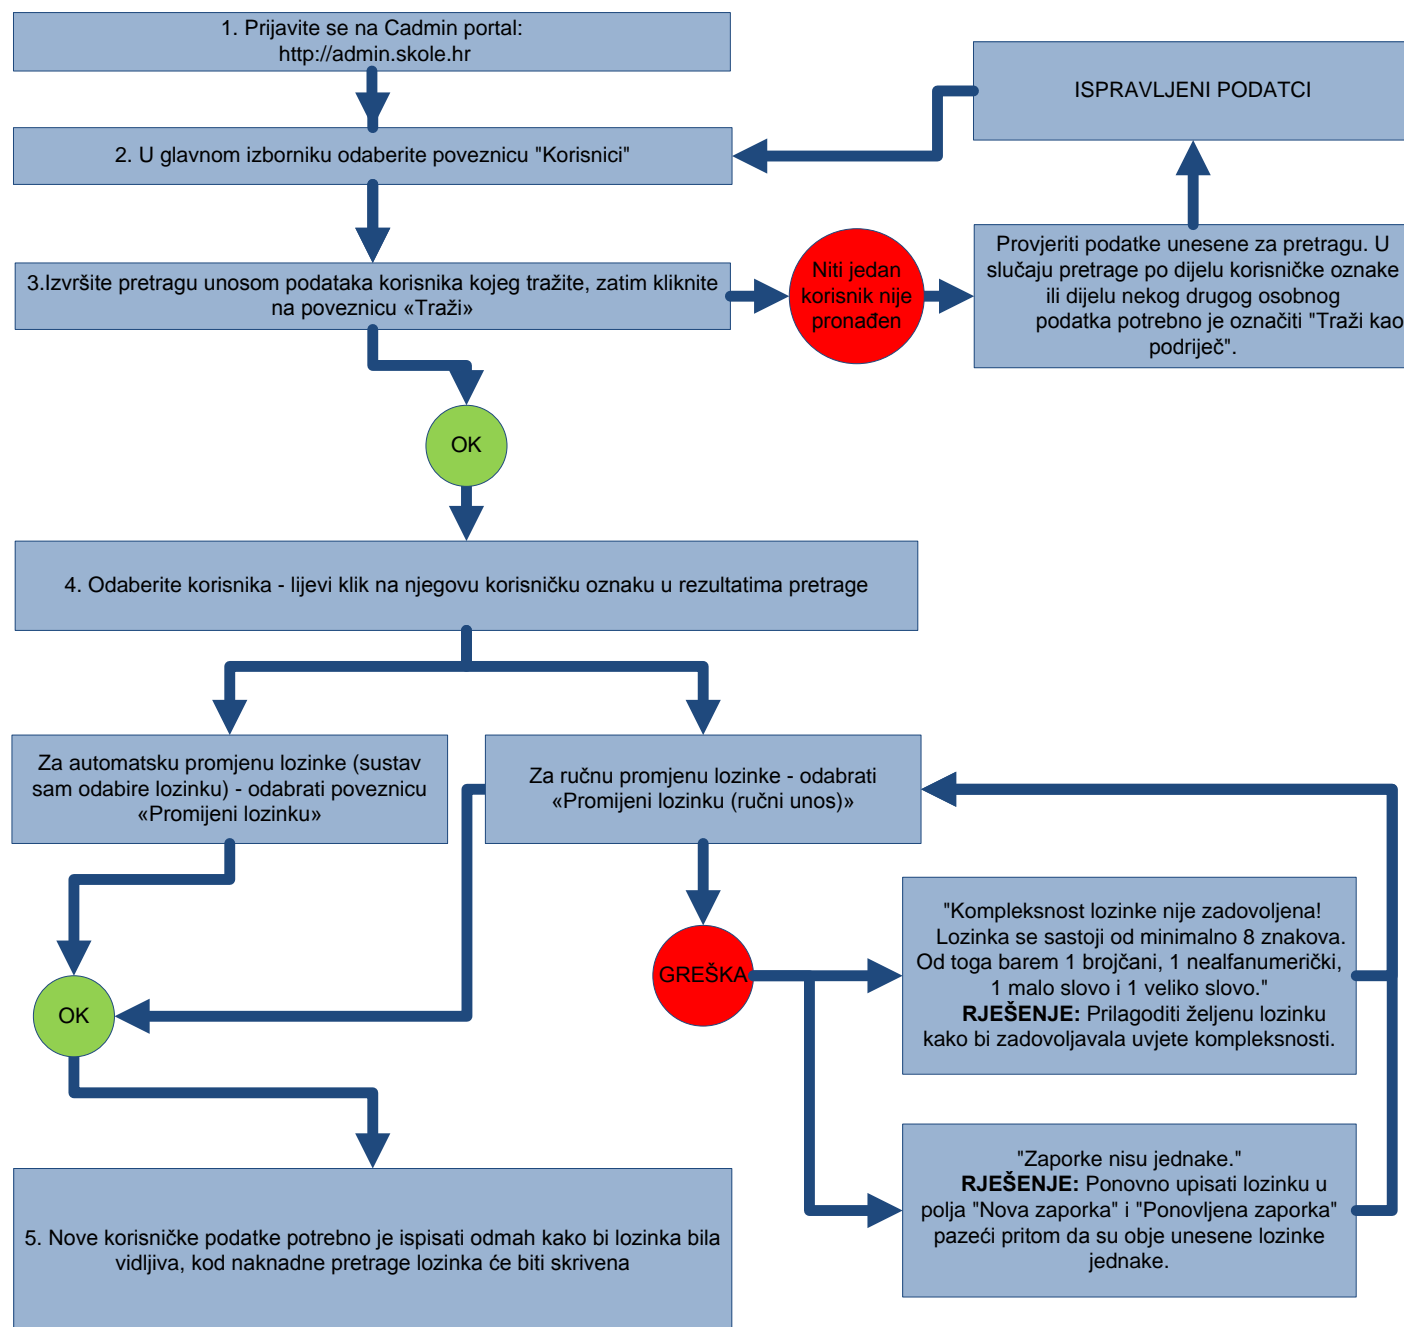 1. Prijavite se na Cadmin portal:
http://admin.skole.hr
ISPRAVLJENI PODATCI
2. U glavnom izborniku odaberite poveznicu "Korisnici"
3.Izvršite pretragu unosom podataka korisnika kojeg tražite, zatim kliknite
na poveznicu «Traži»
Niti jedan
korisnik nije
pronađen
Provjeriti podatke unesene za pretragu. U
slučaju pretrage po dijelu korisničke oznake
ili dijelu nekog drugog osobnog
podatka potrebno je označiti "Traži kao
podriječ".
OK
4. Odaberite korisnika - lijevi klik na njegovu korisničku oznaku u rezultatima pretrage
Za automatsku promjenu lozinke (sustav
sam odabire lozinku) - odabrati poveznicu
«Promijeni lozinku»
Za ručnu promjenu lozinke - odabrati
«Promijeni lozinku (ručni unos)»
GREŠKA
"Kompleksnost lozinke nije zadovoljena!
Lozinka se sastoji od minimalno 8 znakova.
Od toga barem 1 brojčani, 1 nealfanumerički,
1 malo slovo i 1 veliko slovo."
RJEŠENJE: Prilagoditi željenu lozinku
kako bi zadovoljavala uvjete kompleksnosti.
OK
"Zaporke nisu jednake."
RJEŠENJE: Ponovno upisati lozinku u
polja "Nova zaporka" i "Ponovljena zaporka"
pazeći pritom da su obje unesene lozinke
jednake.
5. Nove korisničke podatke potrebno je ispisati odmah kako bi lozinka bila
vidljiva, kod naknadne pretrage lozinka će biti skrivena